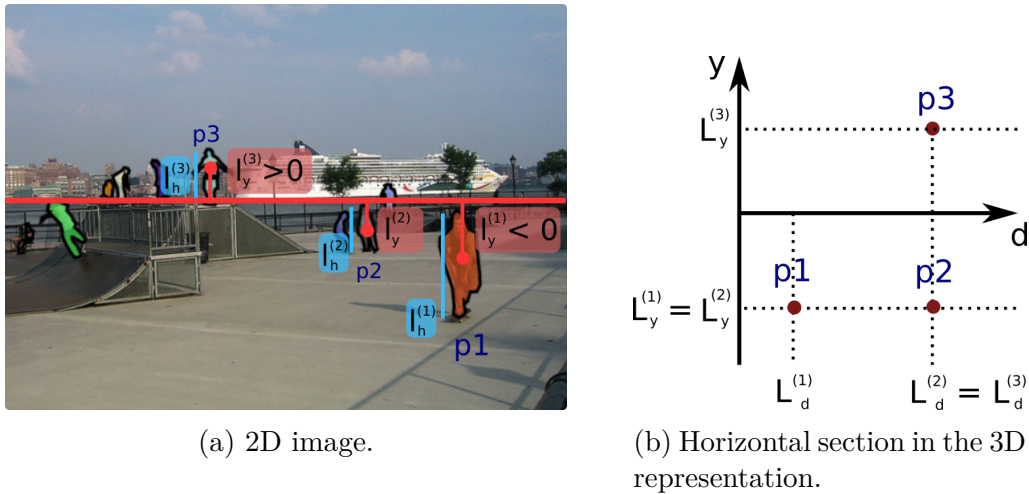 p3
l_h^(3)
l_y^(3) >0
l_y^(2)
l_y^(1) < 0
l_h^(2)
p2
l_h^(1)
p1
(a) 2D image.
y
L_y^(3)
p3
d
p1
p2
L_y^(1) = L_y^(2)
L_d^(1)
L_d^(2) = L_d^(3)
(b) Horizontal section in the 3D
representation.